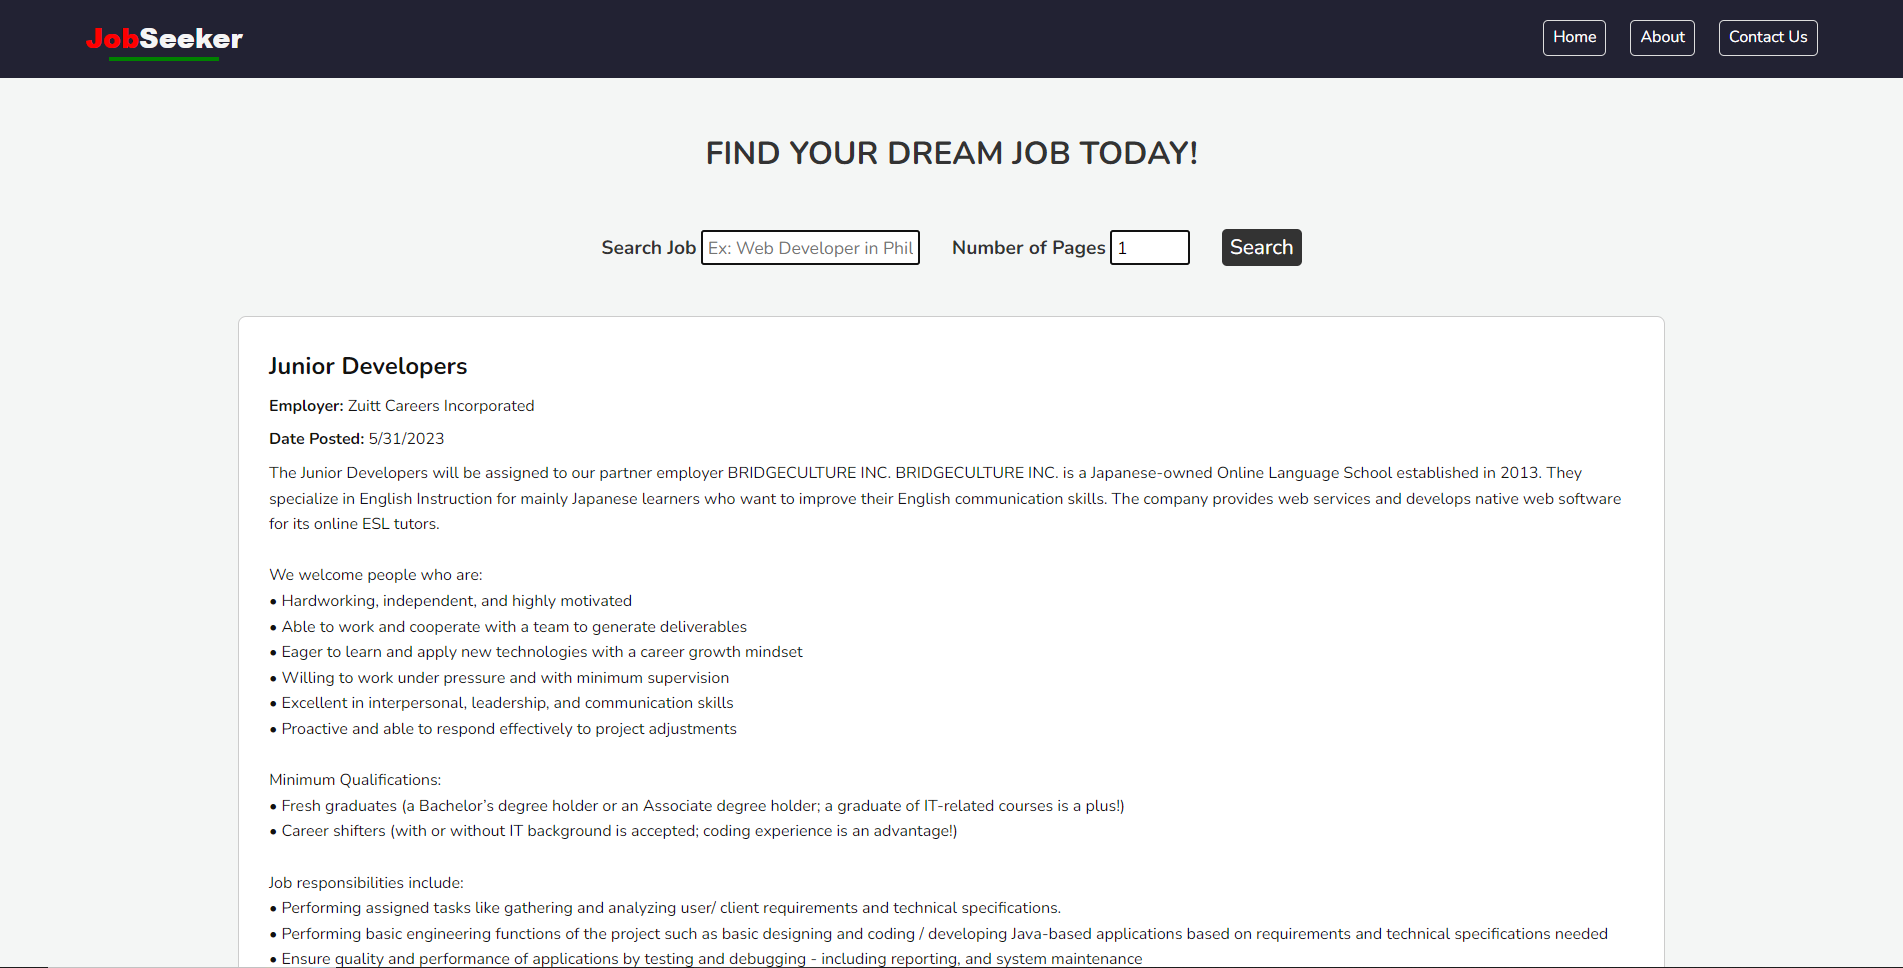 JobSeeker
Home
About
Contact Us
FIND YOUR DREAM JOB TODAY!
Search Job
Ex: Web Developer in Phil
Number of Pages
1
Search
Junior Developers
Employer: Zuitt Careers Incorporated
Date Posted: 5/31/2023
The Junior Developers will be assigned to our partner employer BRIDGECULTURE INC. BRIDGECULTURE INC. is a Japanese-owned Online Language School established in 2013. They
specialize in English Instruction for mainly Japanese learners who want to improve their English communication skills. The company provides web services and develops native web software
for its online ESL tutors.
We welcome people who are:
• Hardworking, independent, and highly motivated
• Able to work and cooperate with a team to generate deliverables
• Eager to learn and apply new technologies with a career growth mindset
• Willing to work under pressure and with minimum supervision
• Excellent in interpersonal, leadership, and communication skills
• Proactive and able to respond effectively to project adjustments
Minimum Qualifications:
• Fresh graduates (a Bachelor’s degree holder or an Associate degree holder; a graduate of IT-related courses is a plus!)
• Career shifters (with or without IT background is accepted; coding experience is an advantage!)
Job responsibilities include:
• Performing assigned tasks like gathering and analyzing user/ client requirements and technical specifications.
• Performing basic engineering functions of the project such as basic designing and coding / developing Java-based applications based on requirements and technical specifications needed
• Ensure quality and performance of applications by testing and debugging - including reporting, and system maintenance